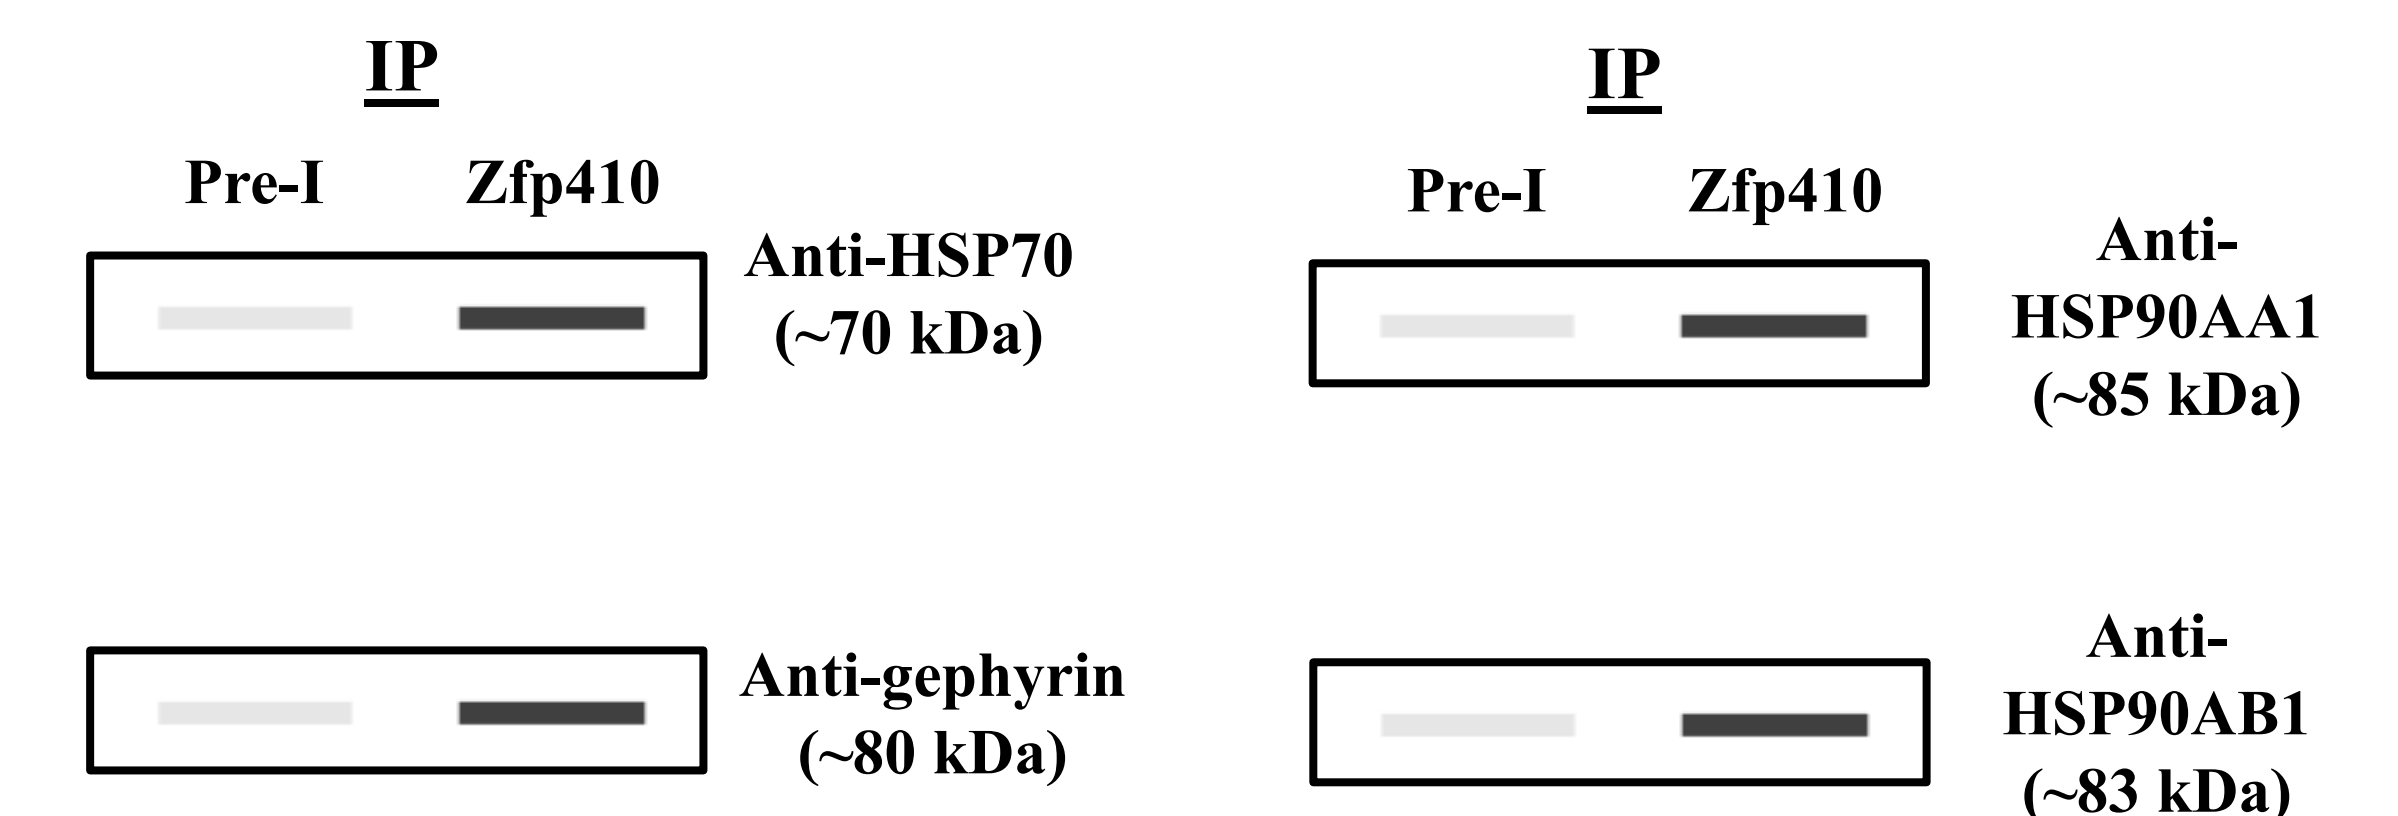 IP
Pre-I Zfp410
Anti-HSP70
(~70 kDa)
Anti-gephyrin
(~80 kDa)
IP
Pre-I Zfp410
Anti-
HSP90AA1
(~85 kDa)
Anti-
HSP90AB1
(~83 kDa)